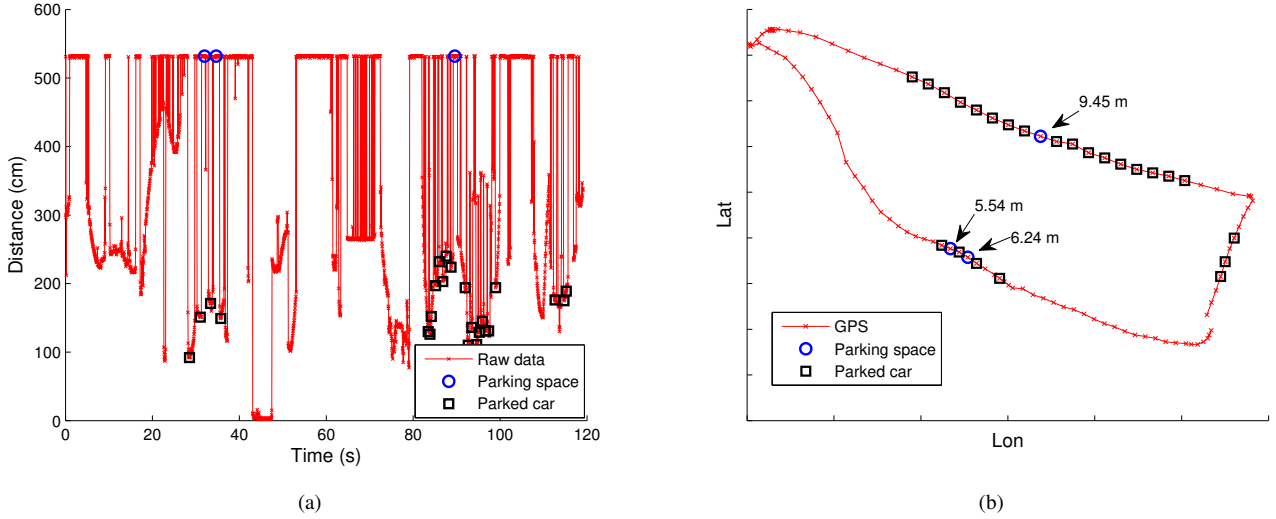 600
500
400
300
200
100
0
Distance (cm)
0 20 40 60 80 100 120
Time (s)
Raw data
Parking space
Parked car
(a)
9.45 m
5.54 m
6.24 m
Lat
GPS
Parking space
Parked car
Lon
(b)